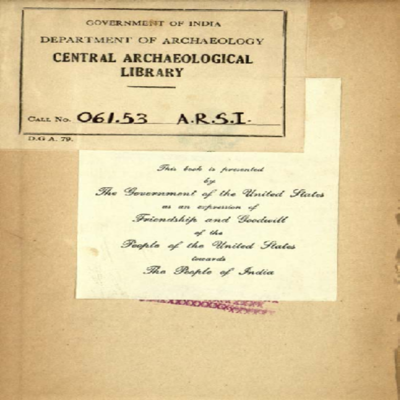 GOVERNMENT OF INDIA
DEPARTMENT OF ARCHAEOLOGY
CENTRAL ARCHAEOLOGICAL
LIBRARY
CALL No. 061.53 A.R.S.I.
D.G A. 79.
This book is presented
by
The Government of the United States
as an expression of
Friendship and Goodwill
of the
People of the United States
towards
The People of India